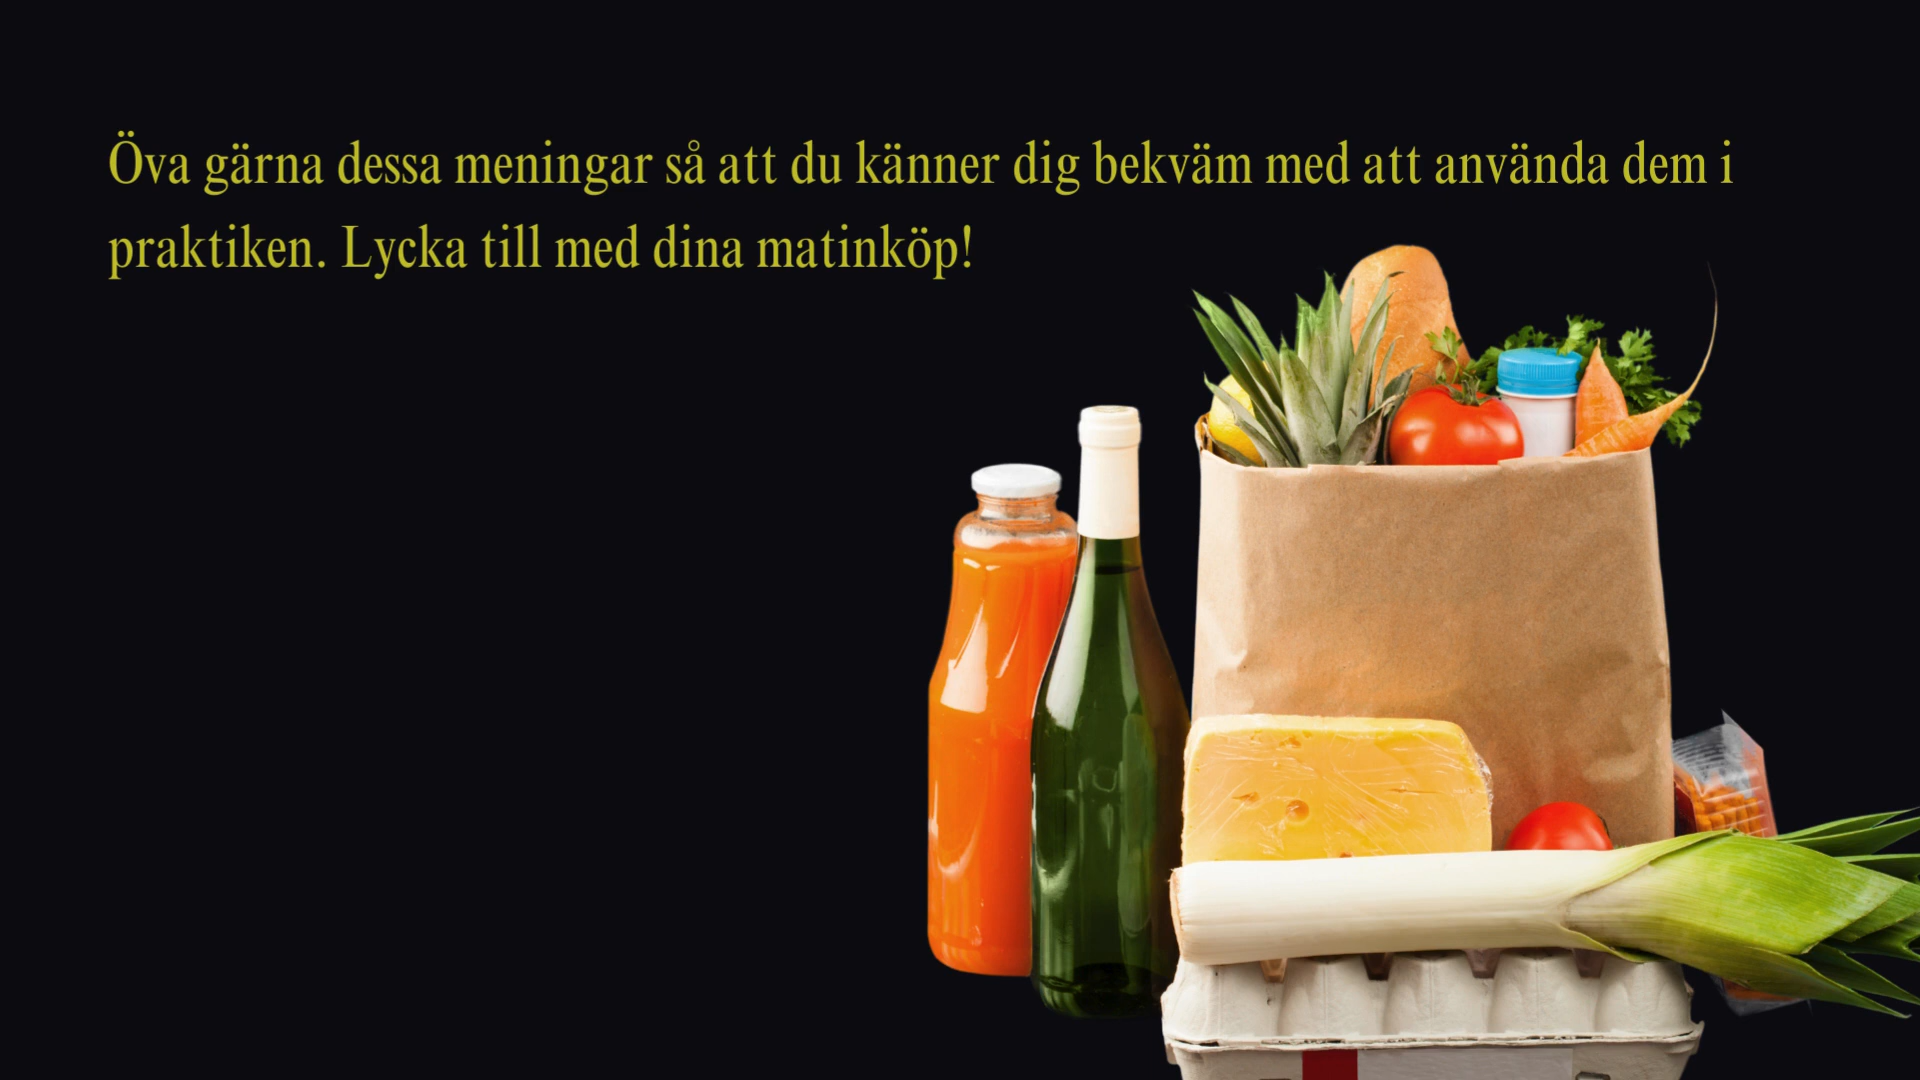 Öva gärna dessa meningar så att du känner dig bekväm med att använda dem i
praktiken. Lycka till med dina matinköp!